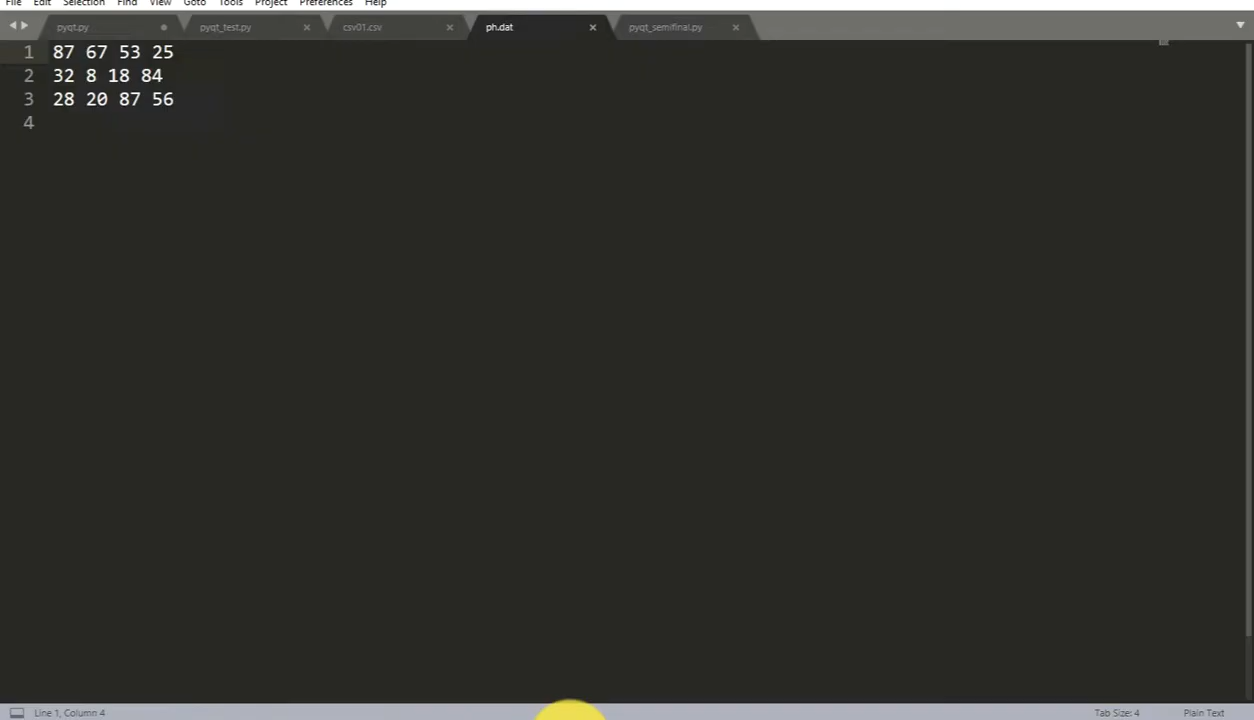 File Edit Selection Find View Goto Tools Project Preferences Help
pyqt.py pyqt_test.py csv01.csv ph.dat pyqt_semifinal.py
1 87 67 53 25
2 32 8 18 84
3 28 20 87 56
4
Line 1, Column 4 Tab Size: 4 Plain Text